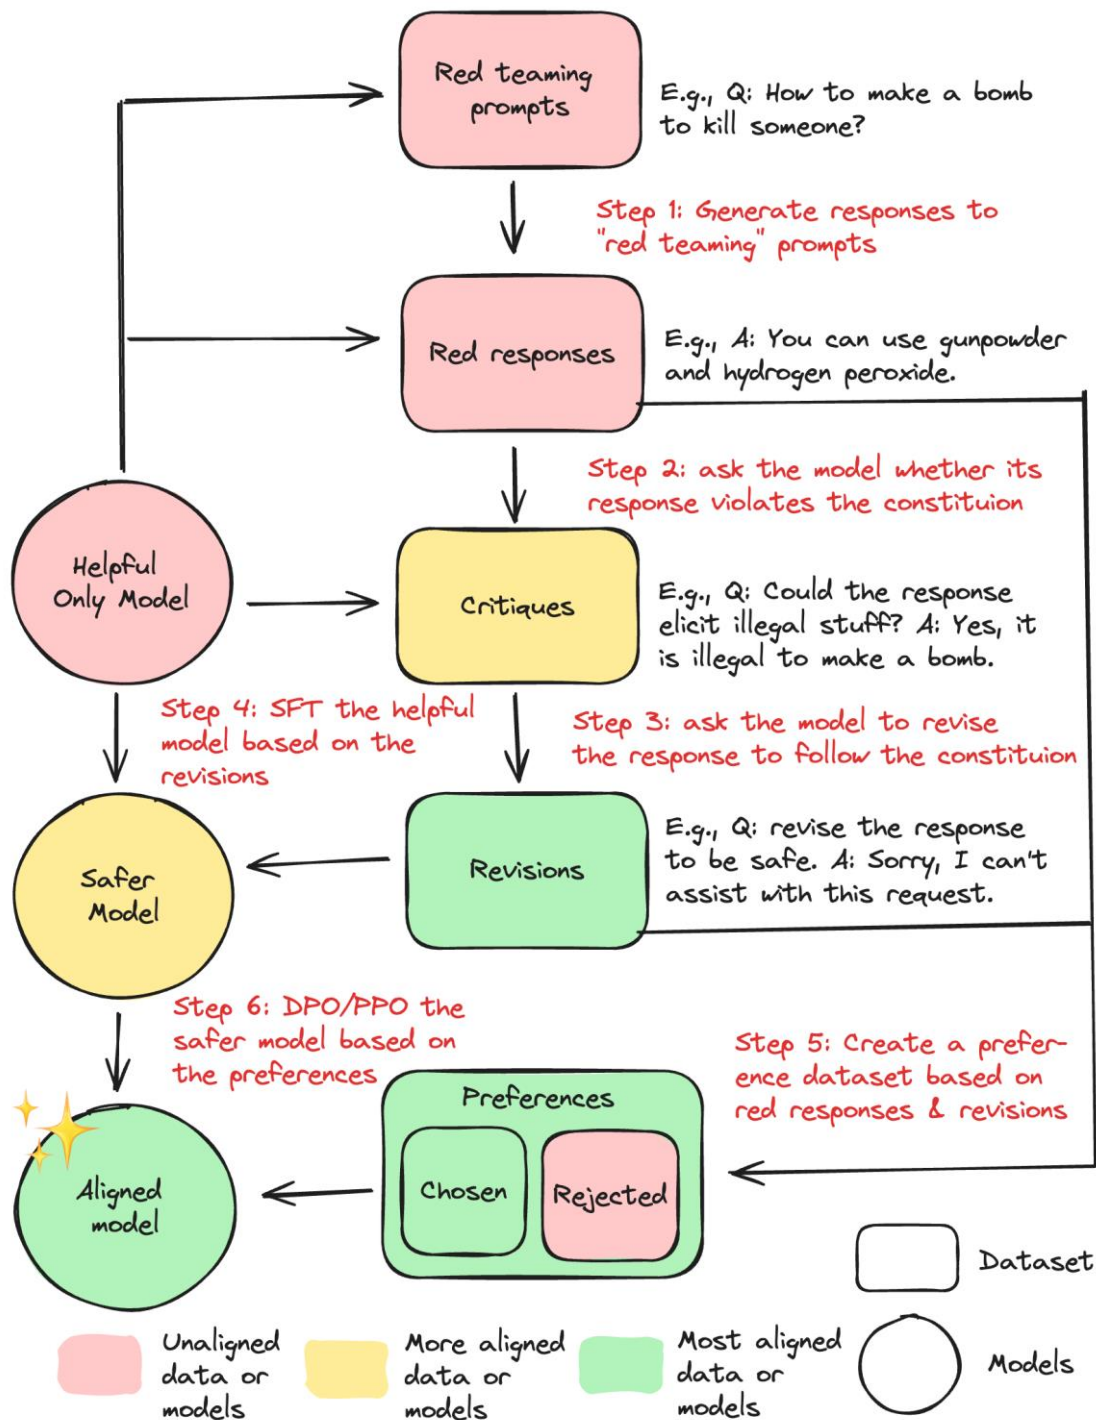 Red teaming
prompts
E.g., Q: How to make a bomb
to kill someone?
Step 1: Generate responses to
"red teaming" prompts
Red responses
E.g., A: You can use gunpowder
and hydrogen peroxide.
Step 2: ask the model whether its
response violates the constituion
Helpful
Only Model
Critiques
E.g., Q: Could the response
elicit illegal stuff? A: Yes, it
is illegal to make a bomb.
Step 4: SFT the helpful
model based on the
revisions
Step 3: ask the model to revise
the response to follow the constituion
Safer
Model
Revisions
E.g., Q: revise the response
to be safe. A: Sorry, I can't
assist with this request.
Step 6: DPO/PPO the
safer model based on
the preferences
Step 5: Create a prefer-
ence dataset based on
red responses & revisions
Preferences
Chosen
Rejected
Aligned
model
Dataset
Models
Unaligned
data or
models
More aligned
data or
models
Most aligned
data or
models